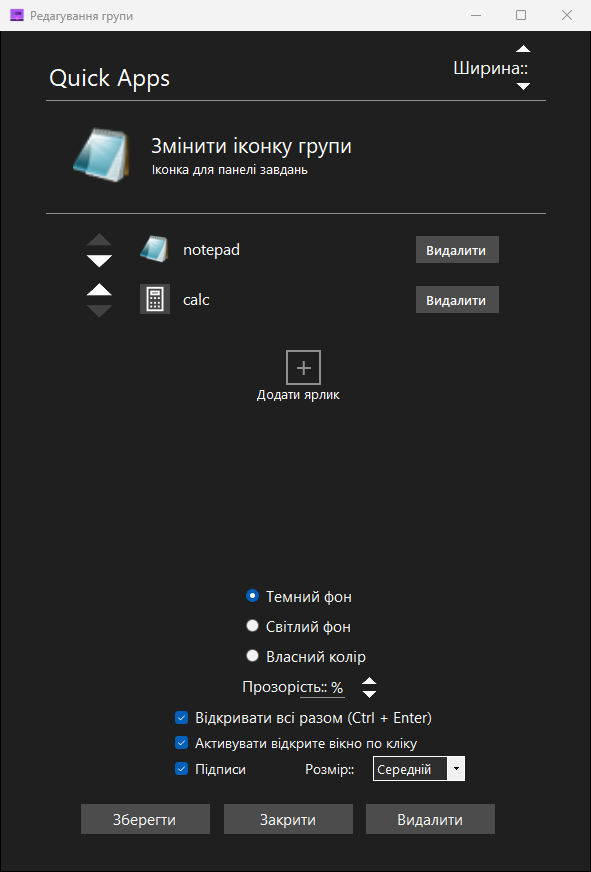 Редагування групи
Quick Apps
Ширина::
Змінити іконку групи
Іконка для панелі завдань
notepad
Видалити
calc
Видалити
Додати ярлик
Темний фон
Світлий фон
Власний колір
Прозорість:: %
Відкривати всі разом (Ctrl + Enter)
Активувати відкрите вікно по кліку
Підписи Розмір:: Середній
Зберегти Закрити Видалити